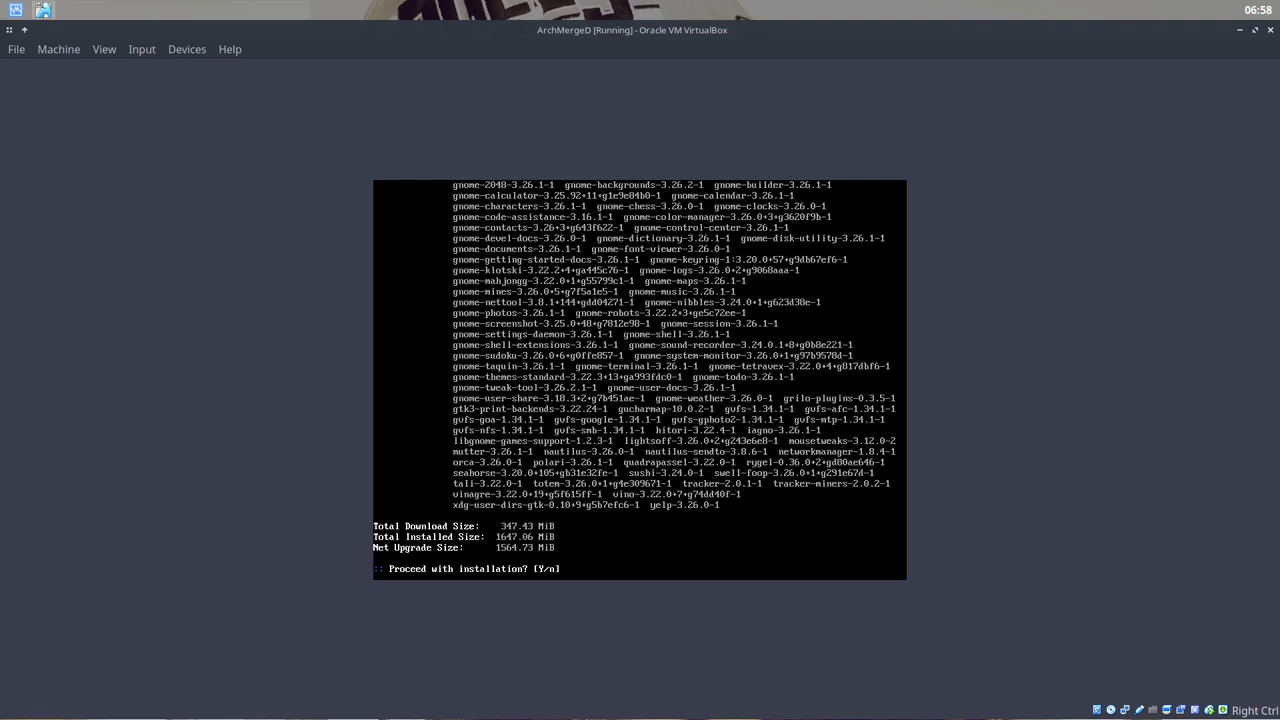 06:58
ArchMergeD [Running] - Oracle VM VirtualBox
File Machine View Input Devices Help
gnome-2048-3.26.1-1 gnome-backgrounds-3.26.2-1 gnome-builder-3.26.1-1
gnome-calculator-3.25.92+11+g1e9e84b0-1 gnome-calendar-3.26.1-1
gnome-characters-3.26.1-1 gnome-chess-3.26.0-1 gnome-clocks-3.26.0-1
gnome-code-assistance-3.16.1-1 gnome-color-manager-3.26.0+3+g3620f9b-1
gnome-contacts-3.26+3+g643f622-1 gnome-control-center-3.26.1-1
gnome-devel-docs-3.26.0-1 gnome-dictionary-3.26.1-1 gnome-disk-utility-3.26.1-1
gnome-documents-3.26.1-1 gnome-font-viewer-3.26.0-1
gnome-getting-started-docs-3.26.1-1 gnome-keyring-1:3.20.0+57+g9db67ef6-1
gnome-klotski-3.22.2+4+ga445c76-1 gnome-logs-3.26.0+2+g9068aaa-1
gnome-mahjongg-3.22.0+1+g55799c1-1 gnome-maps-3.26.1-1
gnome-mines-3.26.0+5+g7f5a1e5-1 gnome-music-3.26.1-1
gnome-nettool-3.8.1+144+gdd04271-1 gnome-nibbles-3.24.0+1+g623d38e-1
gnome-photos-3.26.1-1 gnome-robots-3.22.2+3+ge5c72ee-1
gnome-screenshot-3.25.0+48+g7812e98-1 gnome-session-3.26.1-1
gnome-settings-daemon-3.26.1-1 gnome-shell-3.26.1-1
gnome-shell-extensions-3.26.1-1 gnome-sound-recorder-3.24.0.1+8+g0b8e221-1
gnome-sudoku-3.26.0+6+g0ffe857-1 gnome-system-monitor-3.26.0+1+g97b9578d-1
gnome-taquin-3.26.1-1 gnome-terminal-3.26.1-1 gnome-tetravex-3.22.0+4+g817dbf6-1
gnome-themes-standard-3.22.3+13+ga993fdc0-1 gnome-todo-3.26.1-1
gnome-tweak-tool-3.26.2.1-1 gnome-user-docs-3.26.1-1
gnome-user-share-3.18.3+2+g7b451ae-1 gnome-weather-3.26.0-1 grilo-plugins-0.3.5-1
gtk3-print-backends-3.22.24-1 gucharmap-10.0.2-1 gvfs-1.34.1-1 gvfs-afc-1.34.1-1
gvfs-goa-1.34.1-1 gvfs-google-1.34.1-1 gvfs-gphoto2-1.34.1-1 gvfs-mtp-1.34.1-1
gvfs-nfs-1.34.1-1 gvfs-smb-1.34.1-1 hitori-3.22.4-1 iagno-3.26.1-1
libgnome-games-support-1.2.3-1 lightsoff-3.26.0+2+g243e6e8-1 mousetweaks-3.12.0-2
mutter-3.26.1-1 nautilus-3.26.0-1 nautilus-sendto-3.8.6-1 networkmanager-1.8.4-1
orca-3.26.0-1 polari-3.26.1-1 quadrapassel-3.22.0-1 rygel-0.36.0+2+gd80ae646-1
seahorse-3.20.0+105+gb31e32fe-1 sushi-3.24.0-1 swell-foop-3.26.0+1+g291e67d-1
tali-3.22.0-1 totem-3.26.0+1+g4e309671-1 tracker-2.0.1-1 tracker-miners-2.0.2-1
vinagre-3.22.0+19+g5f615ff-1 vino-3.22.0+7+g74dd40f-1
xdg-user-dirs-gtk-0.10+9+g5b7efc6-1 yelp-3.26.0-1
Total Download Size: 347.43 MiB
Total Installed Size: 1647.06 MiB
Net Upgrade Size: 1564.73 MiB
:: Proceed with installation? [Y/n]
Right Ctrl